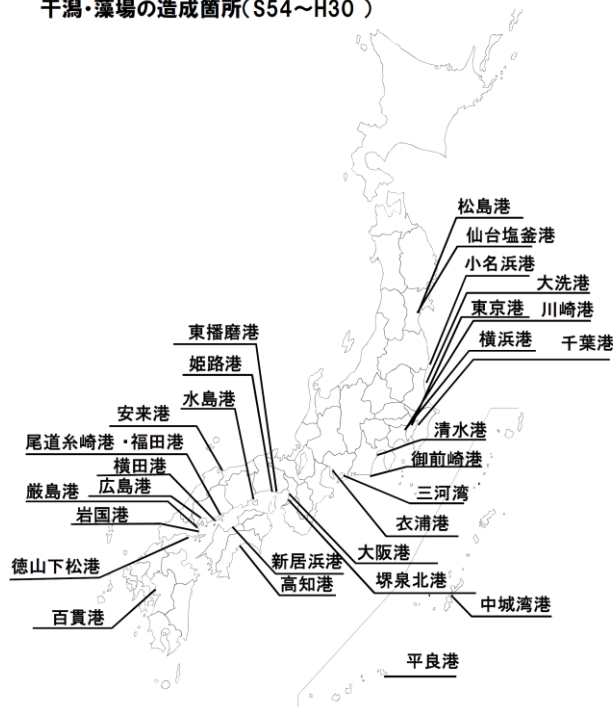 干潟・藻場の造成箇所(S54～H30 )
松島港
仙台塩釜港
小名浜港
大洗港
東京港 川崎港
横浜港 千葉港
東播磨港
姫路港
水島港
安来港
尾道糸崎港・福田港
横田港
広島港
厳島港
岩国港
徳山下松港
百貫港
清水港
御前崎港
三河湾
衣浦港
大阪港
新居浜港
堺泉北港
高知港
中城湾港
平良港